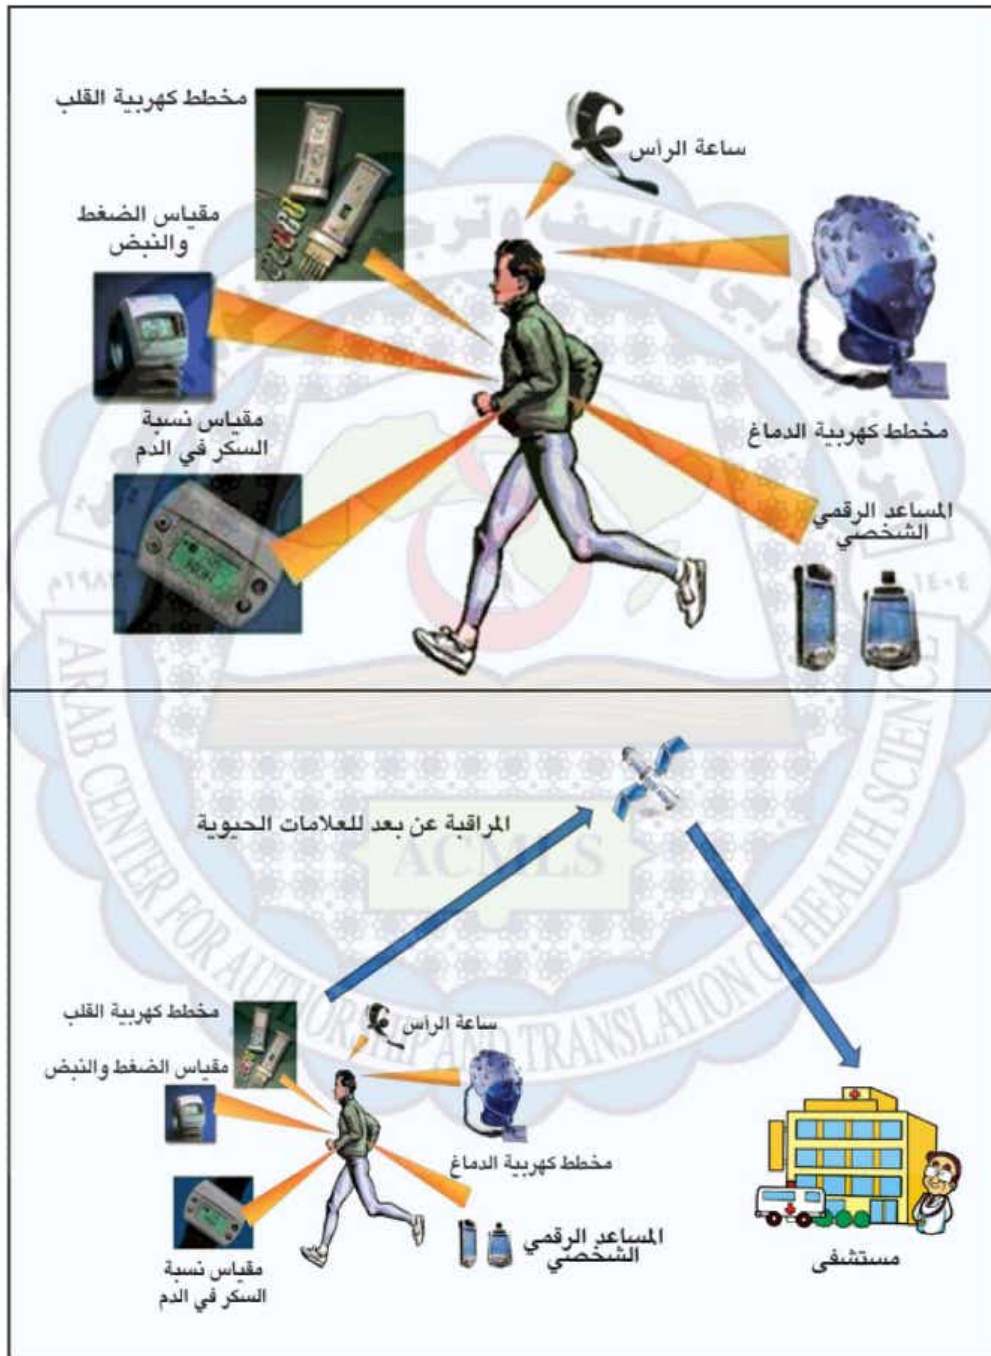 مخطط كهربية القلب
ساعة الرأس
مقياس الضغط
والنبض
مخطط كهربية الدماغ
مقياس نسبة
السكر في الدم
المساعد الرقمي
الشخصي
١٤٠٤
١٩٨٣م
المراقبة عن بعد للعلامات الحيوية
ACMLS
ARAB CENTER FOR AUTHORSHIP AND TRANSLATION OF HEALTH SCIENCE
مخطط كهربية القلب
ساعة الرأس
مقياس الضغط والنبض
مخطط كهربية الدماغ
المساعد الرقمي
الشخصي
مقياس نسبة
السكر في الدم
مستشفى